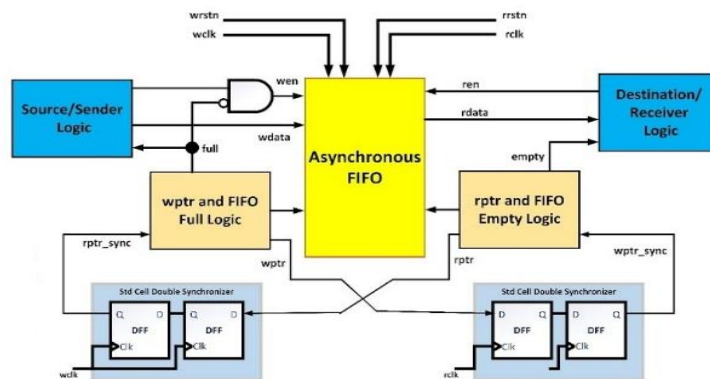 wrstn
wclk
rrstn
rclk
Source/Sender
Logic
wen
wdata
full
Asynchronous
FIFO
ren
rdata
empty
Destination/
Receiver
Logic
wptr and FIFO
Full Logic
rptr and FIFO
Empty Logic
rptr_sync
wptr
rptr
wptr_sync
Std Cell Double Synchronizer
Q D
DFF
Clk
Q D
DFF
Clk
wclk
Std Cell Double Synchronizer
D Q
DFF
Clk
D Q
DFF
Clk
rclk